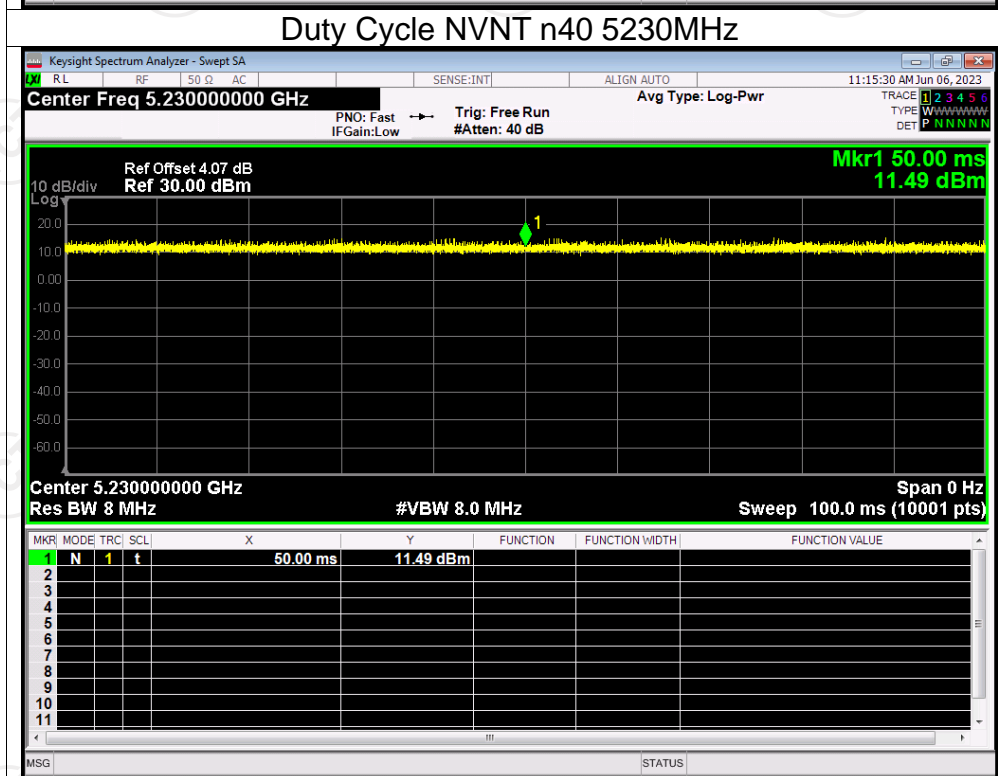 Duty Cycle NVNT n40 5230MHz
Keysight Spectrum Analyzer - Swept SA
LXI RL RF 50 Ω AC SENSE:INT ALIGN AUTO 11:15:30 AM Jun 06, 2023
Center Freq 5.230000000 GHz Avg Type: Log-Pwr TRACE 1 2 3 4 5 6
PNO: Fast Trig: Free Run TYPE WWWWWW
IFGain:Low #Atten: 40 dB DET P N N N N N
Mkr1 50.00 ms
Ref Offset 4.07 dB
10 dB/div Ref 30.00 dBm 11.49 dBm
Log
1
20.0
10.0
0.00
-10.0
-20.0
-30.0
-40.0
-50.0
-60.0
Center 5.230000000 GHz Span 0 Hz
Res BW 8 MHz #VBW 8.0 MHz Sweep 100.0 ms (10001 pts)
MKR MODE TRC SCL X Y FUNCTION FUNCTION WIDTH FUNCTION VALUE
1 N 1 t 50.00 ms 11.49 dBm
2
3
4
5
6
7
8
9
10
11
MSG STATUS